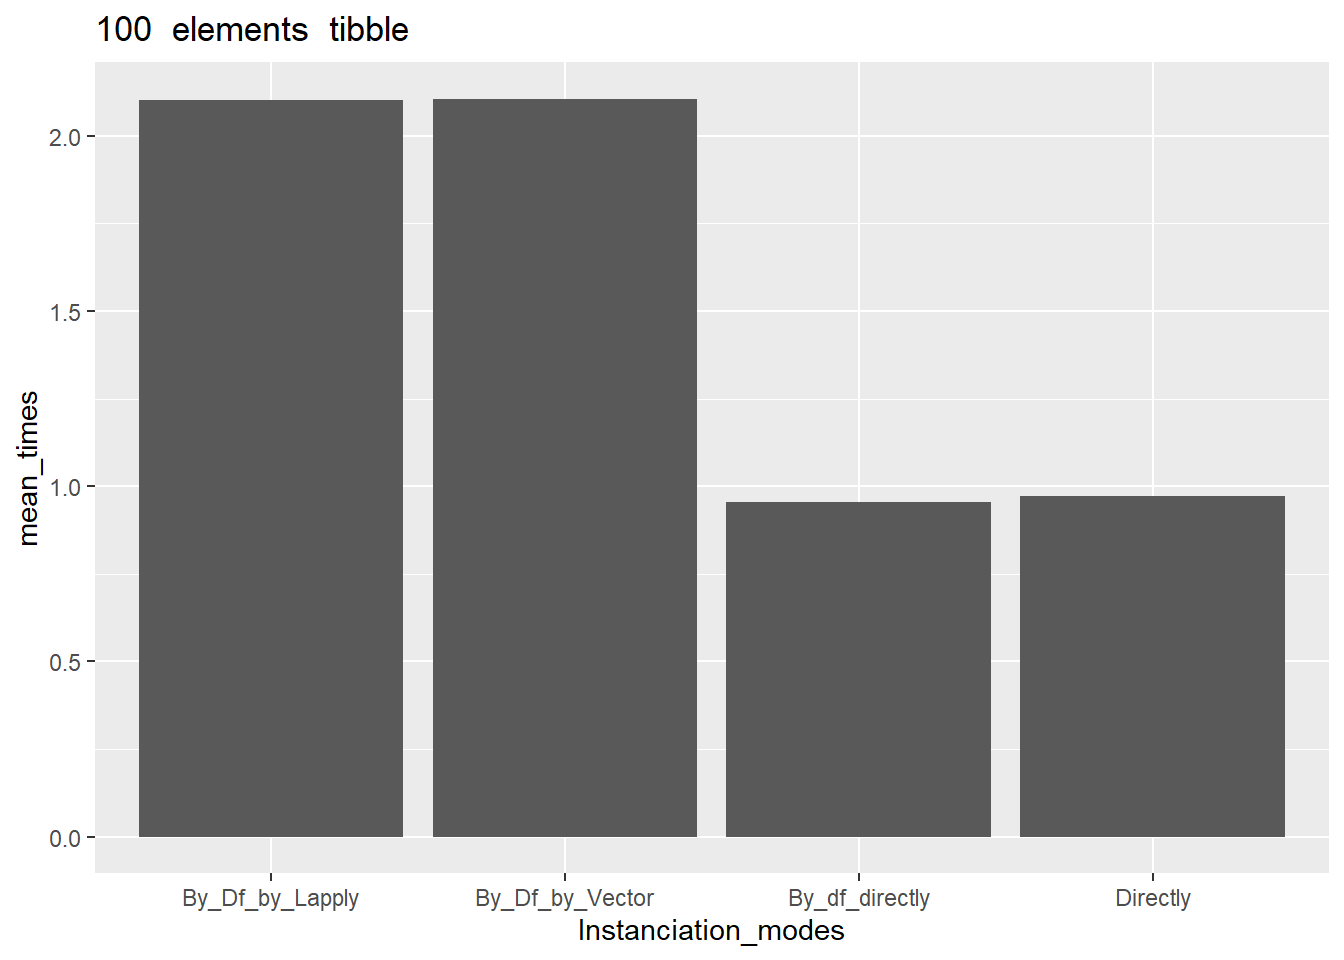 100 elements tibble
mean_times
2.0
1.5
1.0
0.5
0.0
By_Df_by_Lapply
By_Df_by_Vector
By_df_directly
Directly
Instanciation_modes